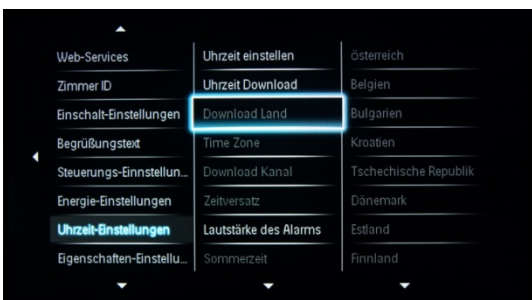 Web-Services
Zimmer ID
Einschalt-Einstellungen
Begrüßungstext
Steuerungs-Einnstellun...
Energie-Einstellungen
Uhrzeit-Einstellungen
Eigenschaften-Einstellu...
Uhrzeit einstellen
Uhrzeit Download
Download Land
Time Zone
Download Kanal
Zeitversatz
Lautstärke des Alarms
Sommerzeit
Österreich
Belgien
Bulgarien
Kroatien
Tschechische Republik
Dänemark
Estland
Finnland